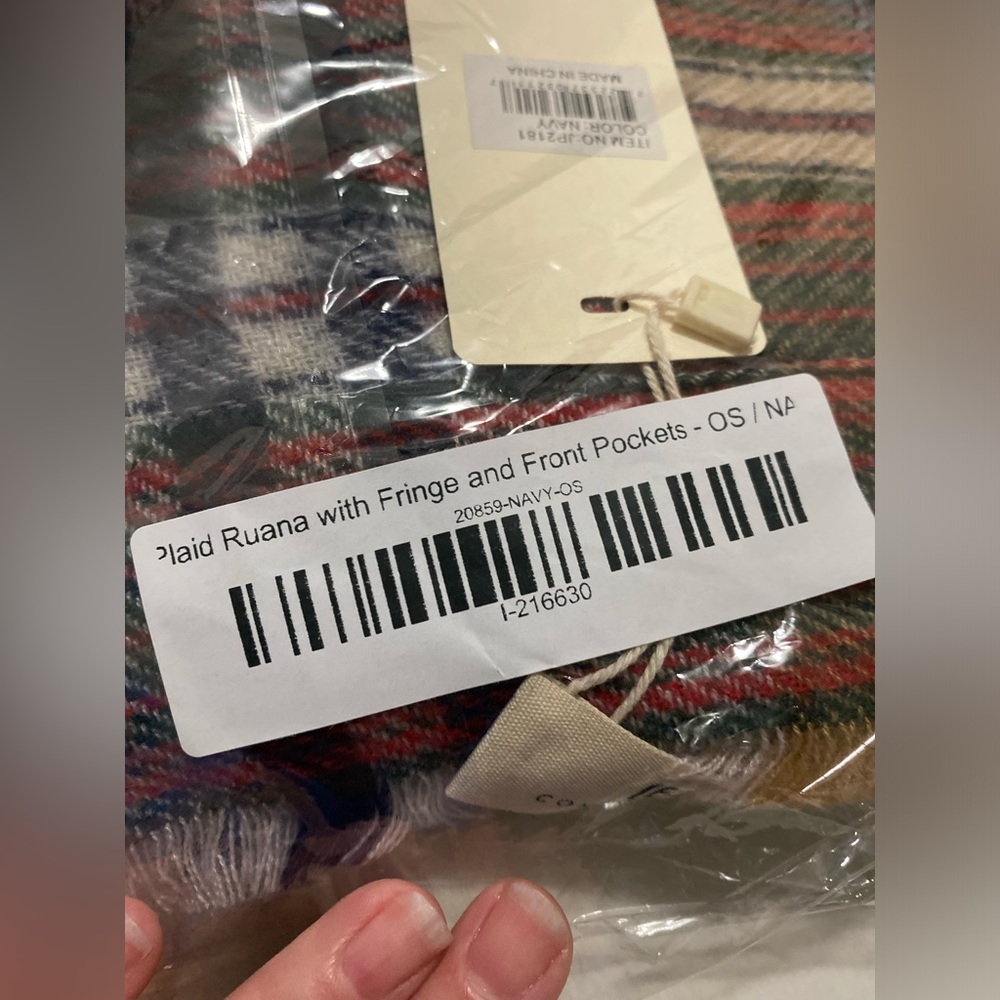 MADE IN CHINA
COLOR: NAVY
ITEM NO:JP2181
Plaid Ruana with Fringe and Front Pockets - OS / NA
20859-NAVY-OS
I-216630